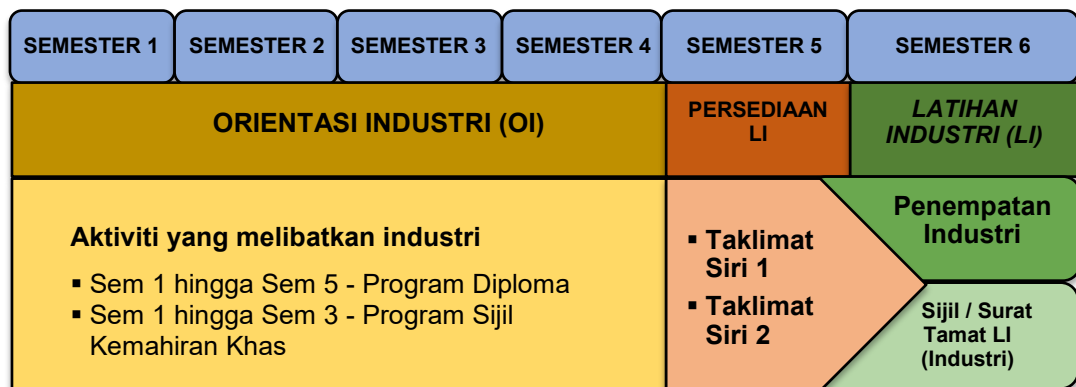 SEMESTER 1
SEMESTER 2
SEMESTER 3
SEMESTER 4
SEMESTER 5
SEMESTER 6
ORIENTASI INDUSTRI (OI)
PERSEDIAAN
LI
LATIHAN
INDUSTRI (LI)
Aktiviti yang melibatkan industri
▪ Sem 1 hingga Sem 5 - Program Diploma
▪ Sem 1 hingga Sem 3 - Program Sijil
Kemahiran Khas
▪ Taklimat
Siri 1
▪ Taklimat
Siri 2
Penempatan
Industri
Sijil / Surat
Tamat LI
(Industri)